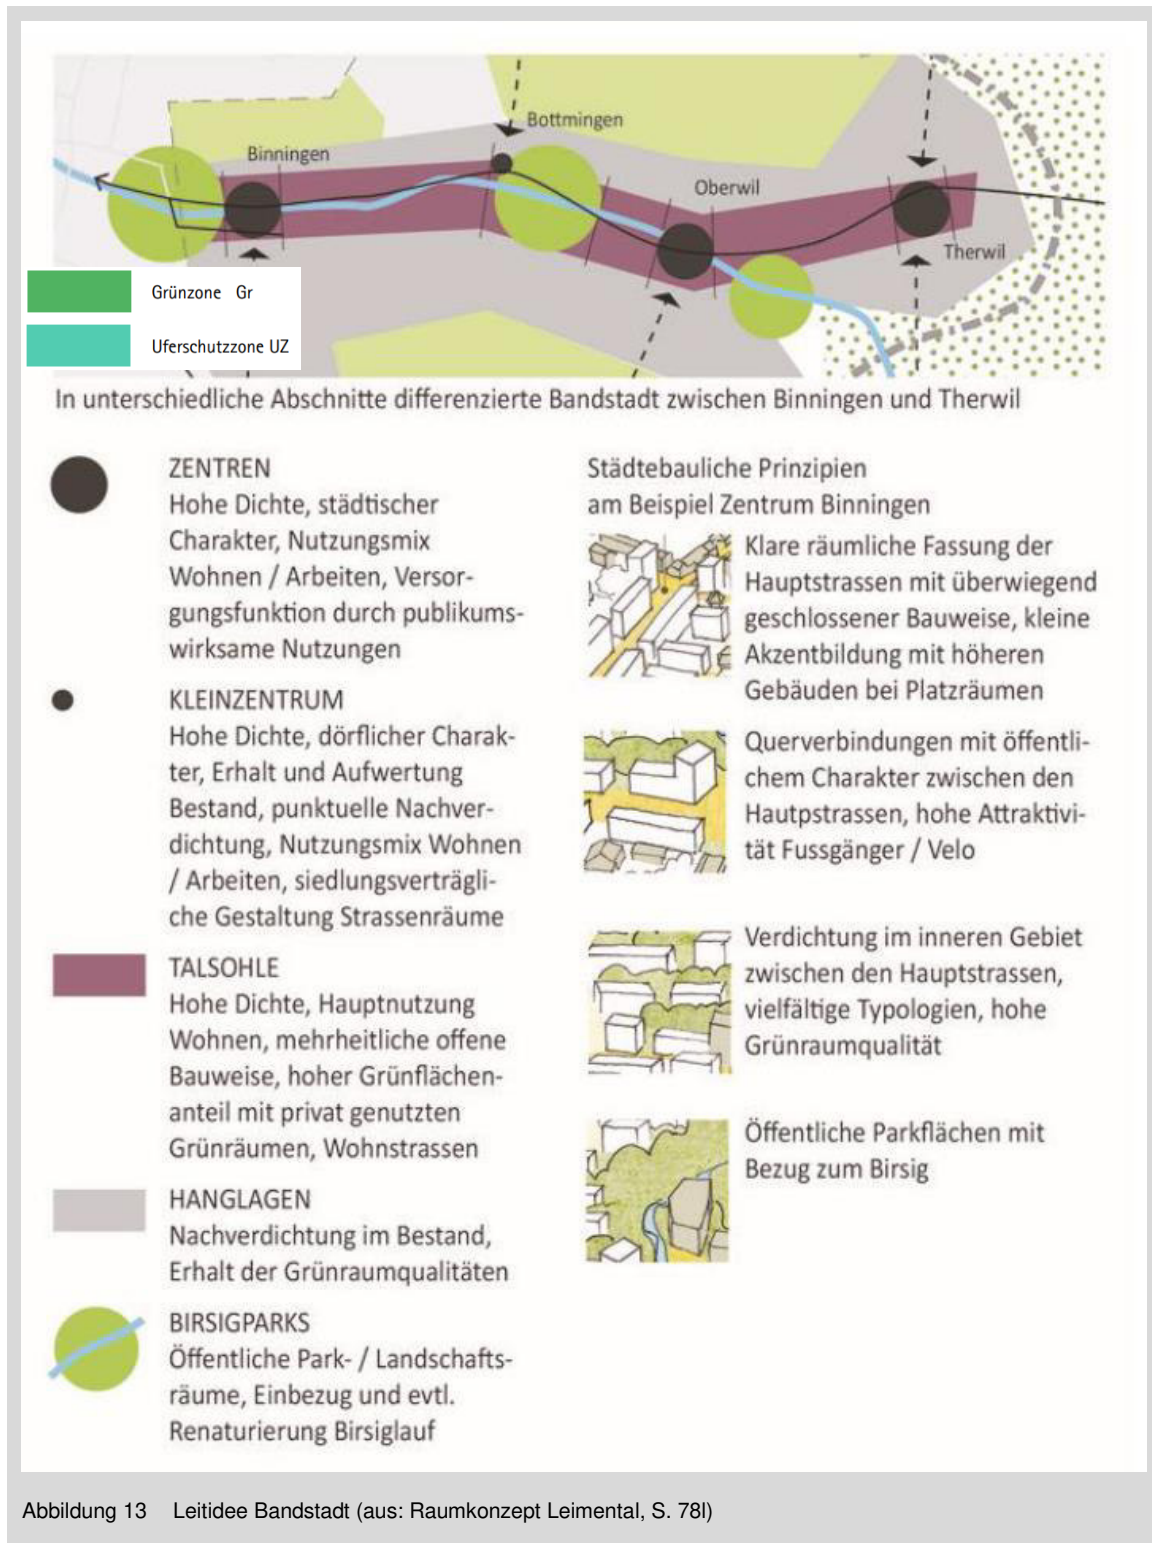 Bottmingen
Binningen
Oberwil
Therwil
Grünzone Gr
Uferschutzzone UZ
In unterschiedliche Abschnitte differenzierte Bandstadt zwischen Binningen und Therwil
ZENTREN
Hohe Dichte, städtischer
Charakter, Nutzungsmix
Wohnen / Arbeiten, Versor-
gungsfunktion durch publikums-
wirksame Nutzungen
KLEINZENTRUM
Hohe Dichte, dörflicher Charak-
ter, Erhalt und Aufwertung
Bestand, punktuelle Nachver-
dichtung, Nutzungsmix Wohnen
/ Arbeiten, siedlungsverträgli-
che Gestaltung Strassenräume
TALSOHLE
Hohe Dichte, Hauptnutzung
Wohnen, mehrheitliche offene
Bauweise, hoher Grünflächen-
anteil mit privat genutzten
Grünräumen, Wohnstrassen
HANGLAGEN
Nachverdichtung im Bestand,
Erhalt der Grünraumqualitäten
BIRSIGPARKS
Öffentliche Park- / Landschafts-
räume, Einbezug und evtl.
Renaturierung Birsiglauf
Städtebauliche Prinzipien
am Beispiel Zentrum Binningen
Klare räumliche Fassung der
Hauptstrassen mit überwiegend
geschlossener Bauweise, kleine
Akzentbildung mit höheren
Gebäuden bei Platzräumen
Querverbindungen mit öffentli-
chem Charakter zwischen den
Hautpstrassen, hohe Attraktivi-
tät Fussgänger / Velo
Verdichtung im inneren Gebiet
zwischen den Hauptstrassen,
vielfältige Typologien, hohe
Grünraumqualität
Öffentliche Parkflächen mit
Bezug zum Birsig
Abbildung 13 Leitidee Bandstadt (aus: Raumkonzept Leimental, S. 78l)